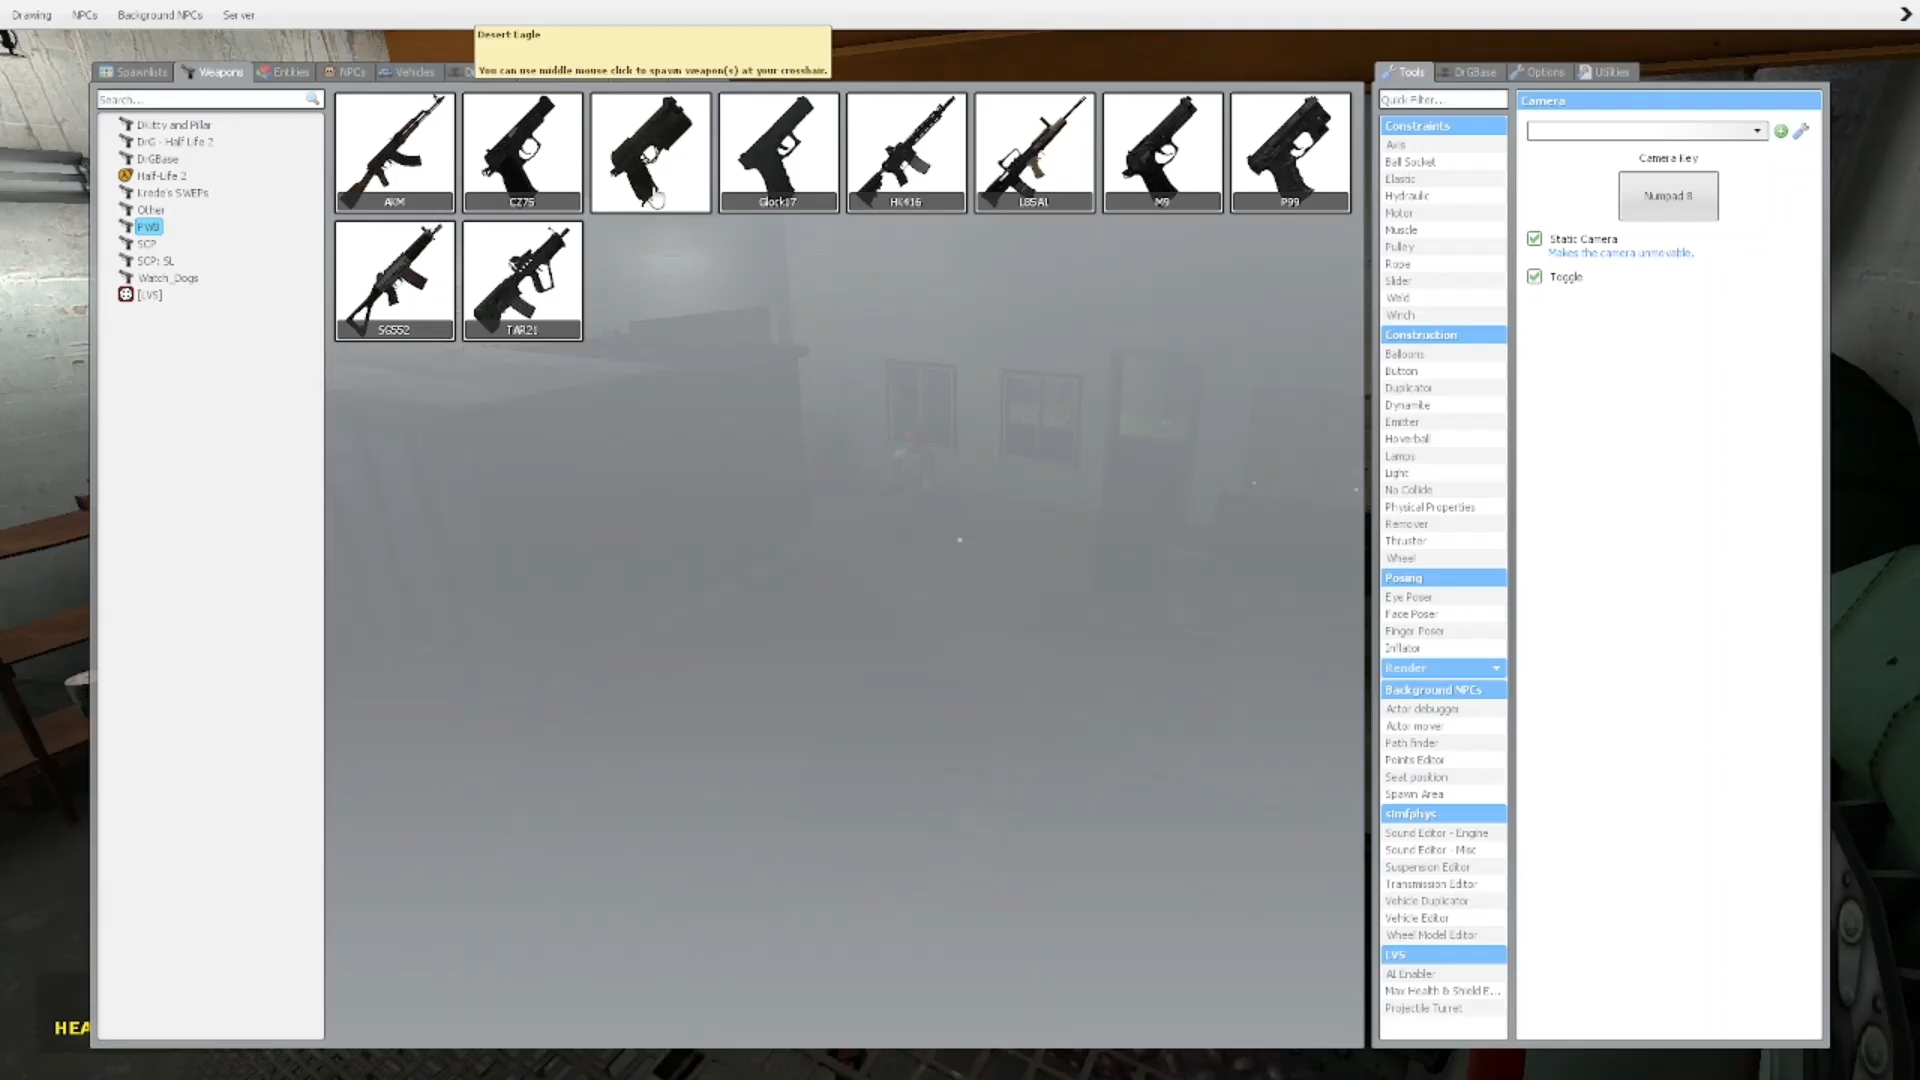 Drawing NPCs Background NPCs Server
Desert Eagle
You can use middle mouse click to spawn weapon(s) at your crosshair.
Spawnlists Weapons Entities NPCs Vehicles
Search...
DKitty and Pillar
DrG - Half Life 2
DrGBase
Half-Life 2
Krede's SWEPs
Other
PWB
SCP
SCP: SL
Watch_Dogs
[LVS]
AKM CZ75 Glock17 HK416 L85A1 M9 P99
SG552 TAR21
HEA
Tools DrGBase Options Utilities
Quick Filter...
Constraints
Axis
Ball Socket
Elastic
Hydraulic
Motor
Muscle
Pulley
Rope
Slider
Weld
Winch
Construction
Balloons
Button
Duplicator
Dynamite
Emitter
Hoverball
Lamps
Light
No Collide
Physical Properties
Remover
Thruster
Wheel
Posing
Eye Poser
Face Poser
Finger Poser
Inflator
Render
Background NPCs
Actor debugger
Actor mover
Path finder
Points Editor
Seat position
Spawn Area
simfphys
Sound Editor - Engine
Sound Editor - Misc
Suspension Editor
Transmission Editor
Vehicle Duplicator
Vehicle Editor
Wheel Model Editor
LVS
AI Enabler
Max Health & Shield E...
Projectile Turret
Camera
Camera Key
Numpad 8
Static Camera
Makes the camera unmovable.
Toggle